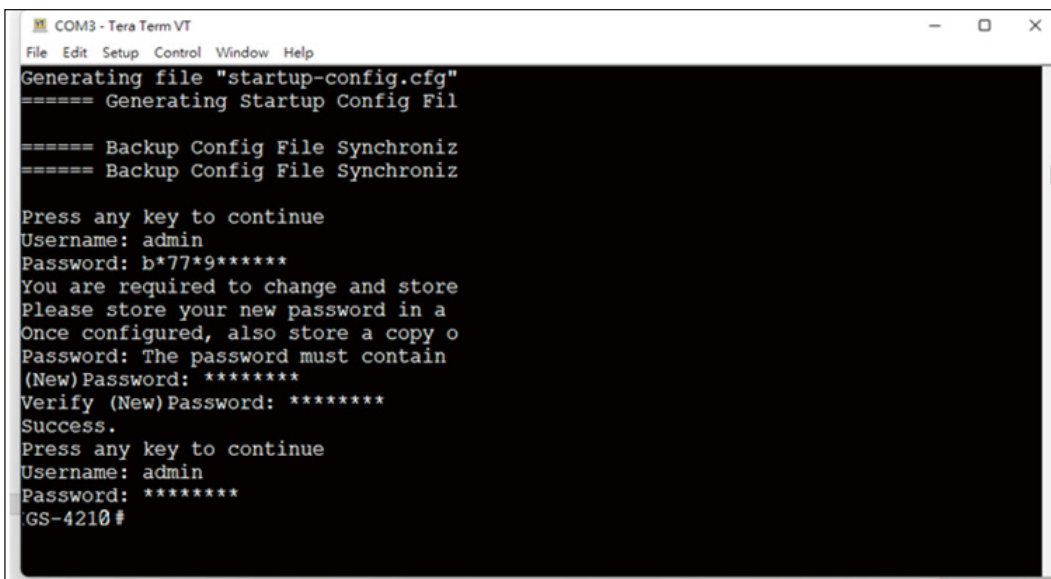 COM3 - Tera Term VT
File Edit Setup Control Window Help
Generating file "startup-config.cfg"
====== Generating Startup Config Fil
====== Backup Config File Synchroniz
====== Backup Config File Synchroniz
Press any key to continue
Username: admin
Password: b*77*9******
You are required to change and store
Please store your new password in a
Once configured, also store a copy o
Password: The password must contain
(New)Password: ********
Verify (New)Password: ********
Success.
Press any key to continue
Username: admin
Password: ********
GS-4210#